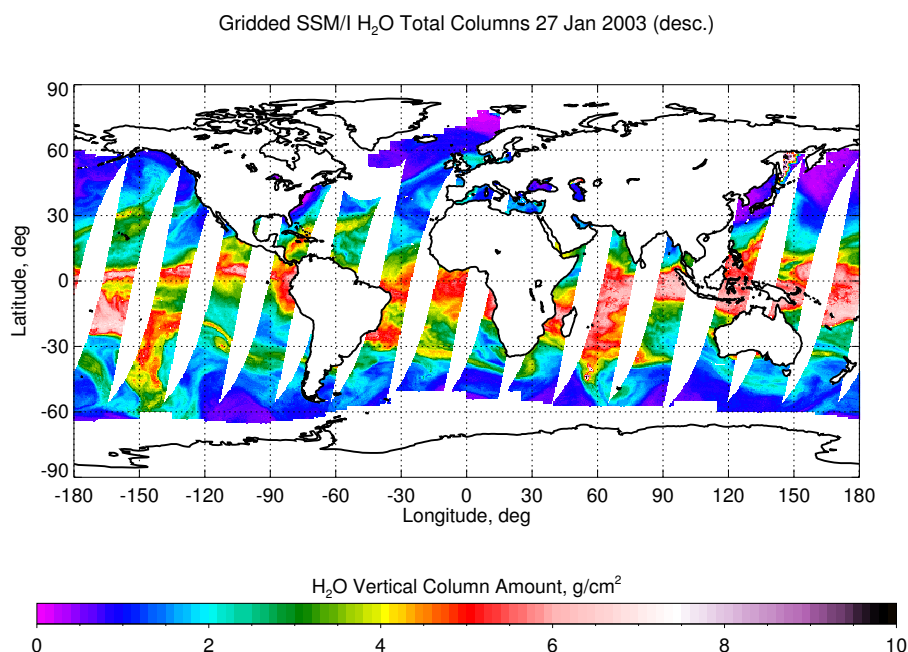 Gridded SSM/I H₂O Total Columns 27 Jan 2003 (desc.)
90
60
30
0
-30
-60
-90
Latitude, deg
-180 -150 -120 -90 -60 -30 0 30 60 90 120 150 180
Longitude, deg
H₂O Vertical Column Amount, g/cm²
0 2 4 6 8 10